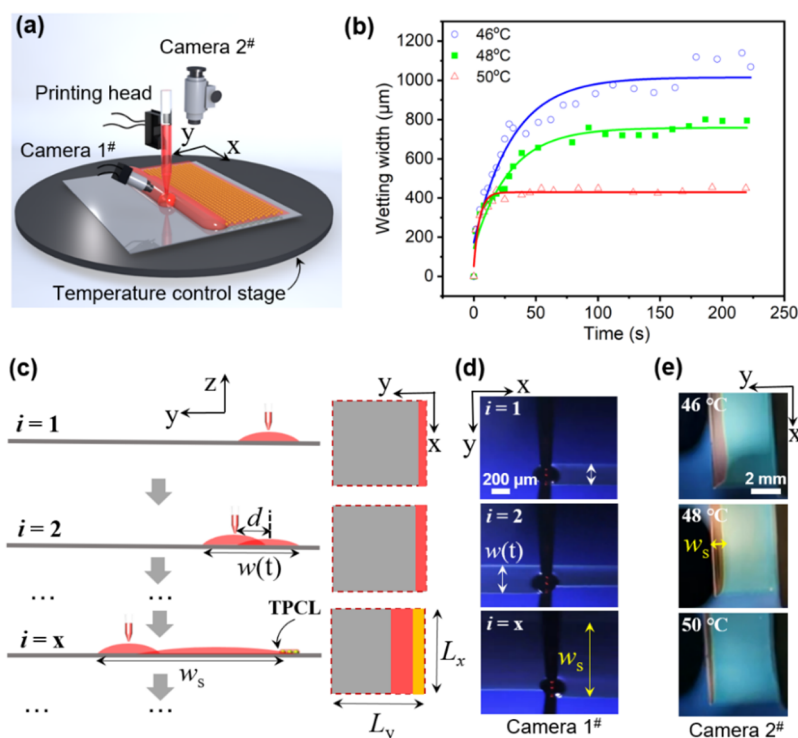 (a)
Camera 2#
Printing head
y
x
Camera 1#
Temperature control stage
(b)
Wetting width (µm)
1200
1000
800
600
400
200
0
46°C
48°C
50°C
0 50 100 150 200 250
Time (s)
(c)
z
y
i = 1
i = 2
d
w(t)
... ...
i = x
TPCL
ws
... ...
y
x
Lx
Ly
(d)
x
y
i = 1
200 µm
i = 2
w(t)
i = x
ws
Camera 1#
(e)
y
x
46 °C
2 mm
48 °C
ws
50 °C
Camera 2#